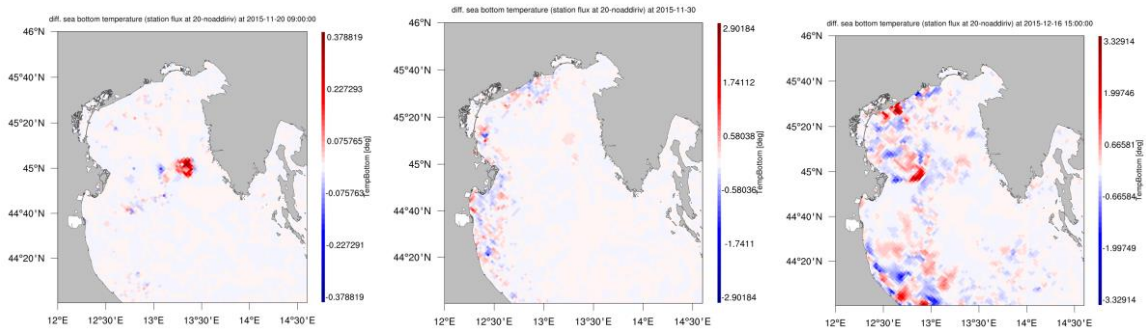 diff. sea bottom temperature (station flux at 20-noaddiriv) at 2015-11-20 09:00:00
46°N
45°40'N
45°20'N
45°N
44°40'N
44°20'N
12°E
12°30'E
13°E
13°30'E
14°E
14°30'E
0.378819
0.227293
0.075765
-0.075763
-0.227291
-0.378819
TempBottom [deg]
diff. sea bottom temperature (station flux at 20-noaddiriv) at 2015-11-30
46°N
45°40'N
45°20'N
45°N
44°40'N
44°20'N
12°E
12°30'E
13°E
13°30'E
14°E
14°30'E
2.90184
1.74112
0.58038
-0.58036
-1.7411
-2.90184
TempBottom [deg]
diff. sea bottom temperature (station flux at 20-noaddiriv) at 2015-12-16 15:00:00
46°N
45°40'N
45°20'N
45°N
44°40'N
44°20'N
12°E
12°30'E
13°E
13°30'E
14°E
14°30'E
3.32914
1.99746
0.66581
-0.66584
-1.99749
-3.32914
TempBottom [deg]